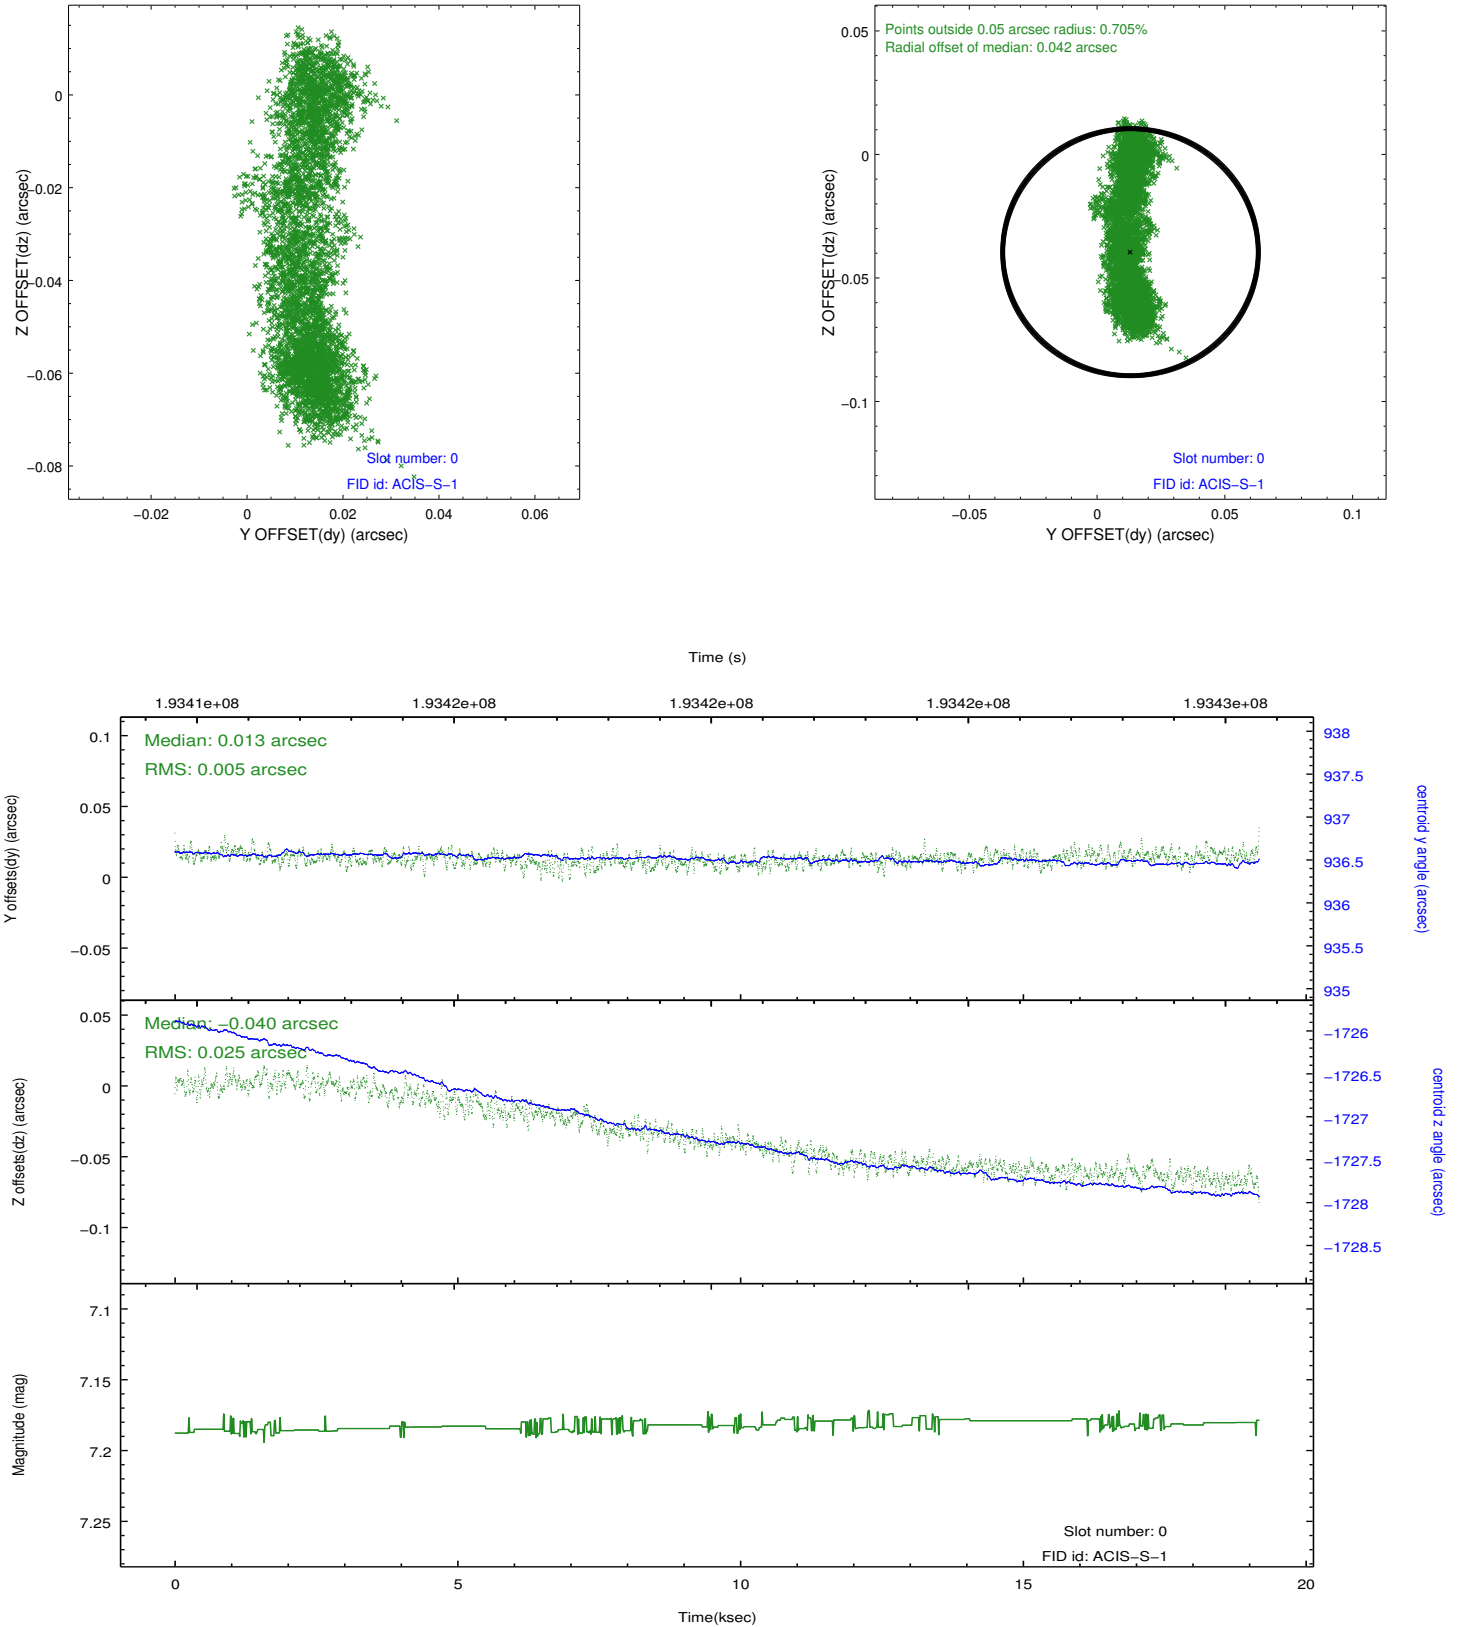 0
−0.02
−0.04
−0.06
−0.08
Z OFFSET(dz) (arcsec)
Slot number: 0
FID id: ACIS−S−1
−0.02 0 0.02 0.04 0.06
Y OFFSET(dy) (arcsec)
Points outside 0.05 arcsec radius: 0.705%
Radial offset of median: 0.042 arcsec
0.05
0
−0.05
−0.1
Z OFFSET(dz) (arcsec)
Slot number: 0
FID id: ACIS−S−1
−0.05 0 0.05 0.1
Y OFFSET(dy) (arcsec)
Time (s)
1.9341e+08 1.9342e+08 1.9342e+08 1.9342e+08 1.9343e+08
Median: 0.013 arcsec
RMS: 0.005 arcsec
0.1
0.05
0
−0.05
Y offsets(dy) (arcsec)
938
937.5
937
936.5
936
935.5
935
centroid y angle (arcsec)
Median: −0.040 arcsec
RMS: 0.025 arcsec
0.05
0
−0.05
−0.1
Z offsets(dz) (arcsec)
−1726
−1726.5
−1727
−1727.5
−1728
−1728.5
centroid z angle (arcsec)
7.1
7.15
7.2
7.25
Magnitude (mag)
Slot number: 0
FID id: ACIS−S−1
0 5 10 15 20
Time(ksec)